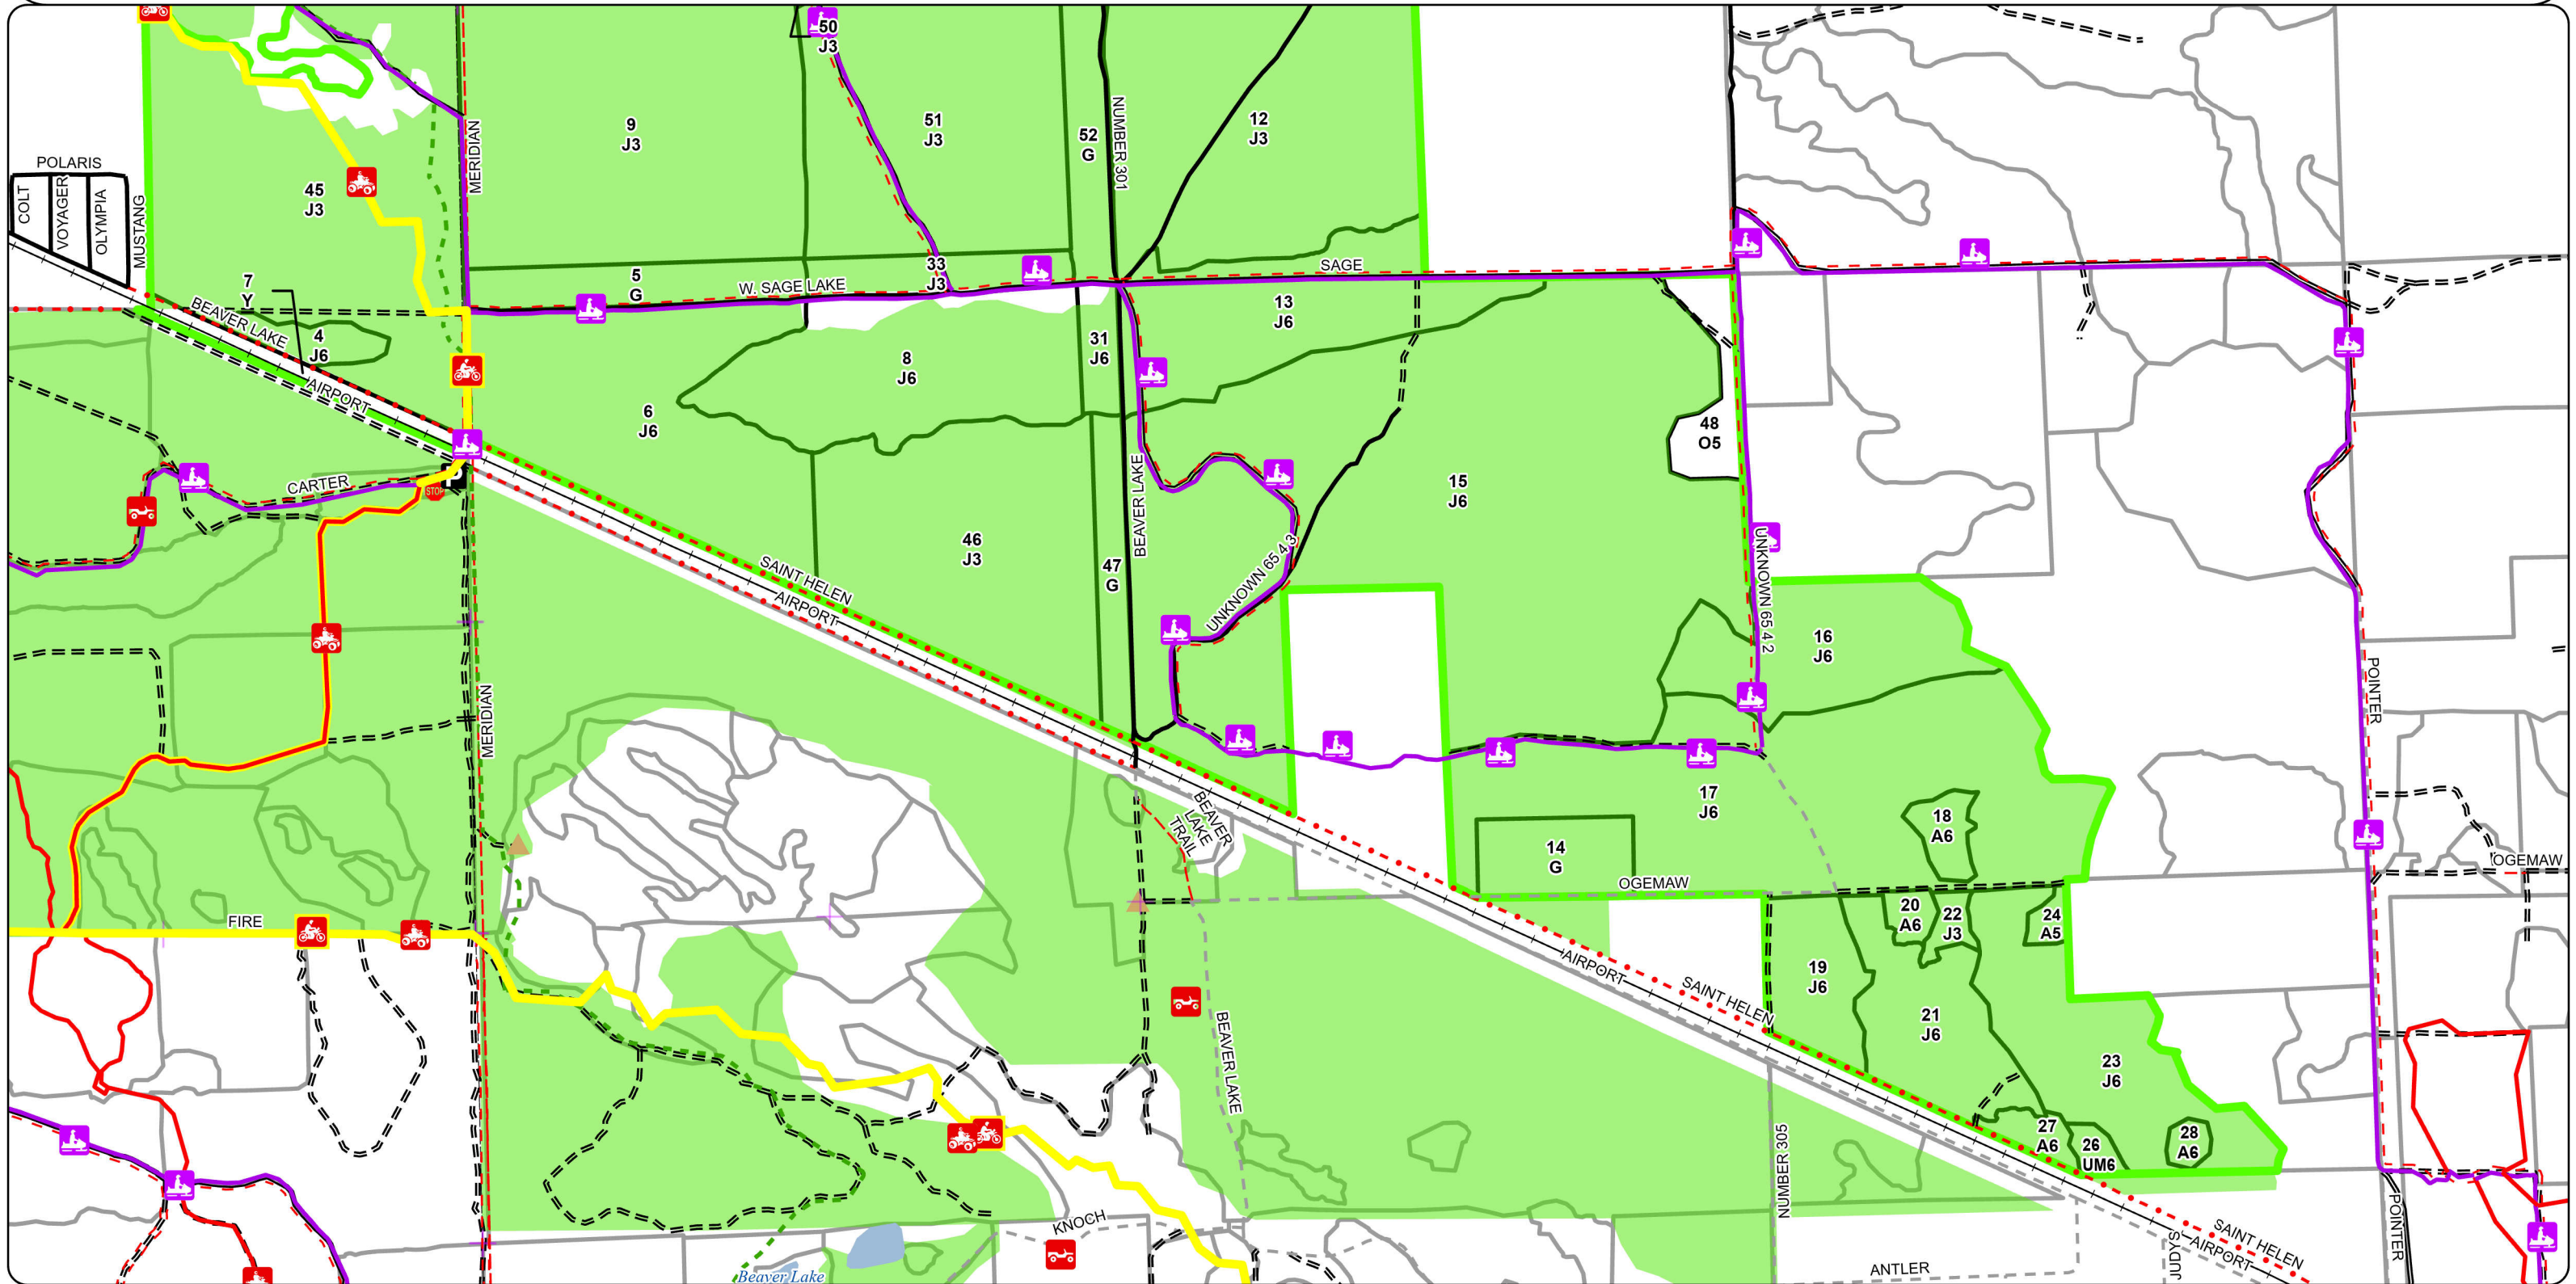 50
J3
9
J3
51
J3
52
G
NUMBER 301
12
J3
MERIDIAN
POLARIS
COLT
VOYAGER
OLYMPIA
MUSTANG
45
J3
7
Y
BEAVER LAKE
4
J6
AIRPORT
5
G
W. SAGE LAKE
33
J3
SAGE
13
J6
31
J6
8
J6
6
J6
48
O5
15
J6
CARTER
STOP
P
46
J3
47
G
BEAVER LAKE
UNKNOWN 65 4 3
UNKNOWN 65 4 2
SAINT HELEN
AIRPORT
16
J6
MERIDIAN
POINTER
17
J6
18
A6
14
G
BEAVER
LAKE
TRAIL
OGEMAW
OGEMAW
20
A6
22
J3
24
A5
FIRE
19
J6
AIRPORT
SAINT HELEN
21
J6
23
J6
BEAVER LAKE
NUMBER 305
27
A6
26
UM6
28
A6
KNOCH
POINTER
Beaver Lake
ANTLER
JUDYS
SAINT HELEN
AIRPORT